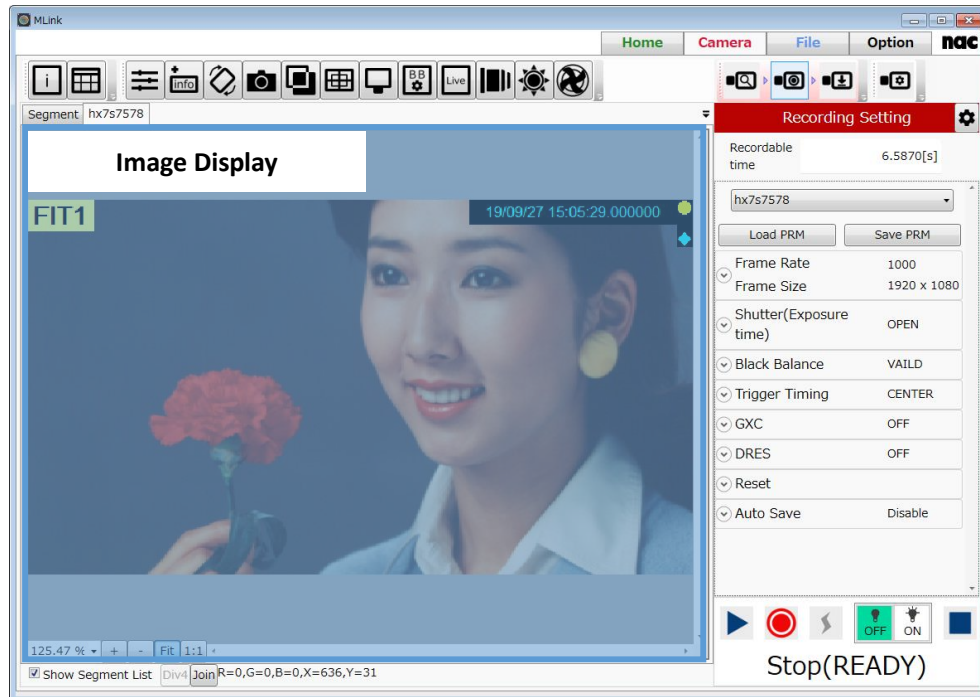 MLink
Home Camera File Option nac
i info BB Live
Segment hx7s7578
Recording Setting
Image Display
Recordable
time
6.5870[s]
FIT1
19/09/27 15:05:29.000000
hx7s7578
Load PRM Save PRM
Frame Rate 1000
Frame Size 1920 x 1080
Shutter(Exposure
time)
OPEN
Black Balance VAILD
Trigger Timing CENTER
GXC OFF
DRES OFF
Reset
Auto Save Disable
OFF ON
125.47 % + - Fit 1:1
Show Segment List Div4 Join R=0,G=0,B=0,X=636,Y=31
Stop(READY)